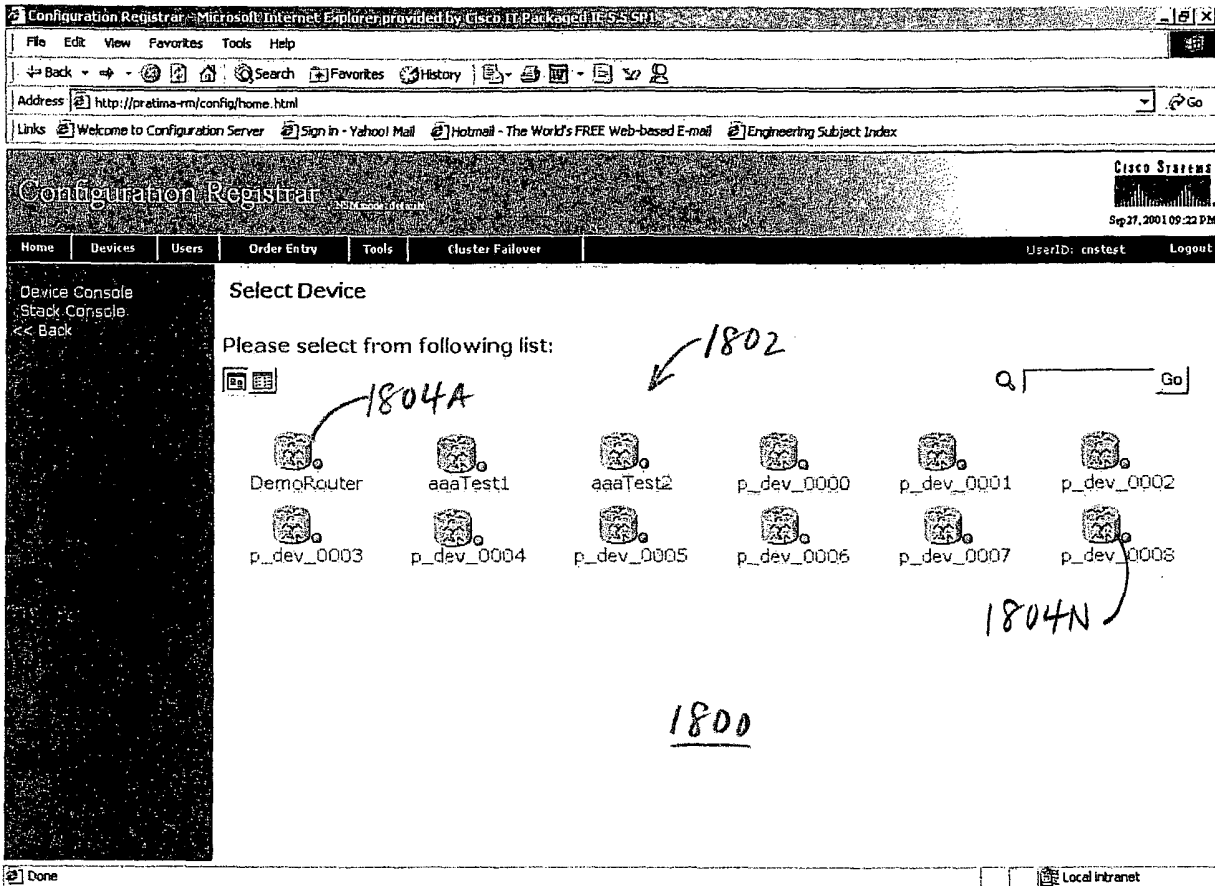 Configuration Registrar - Microsoft Internet Explorer provided by Cisco IT Packaged IE 5.5 SP1
File Edit View Favorites Tools Help
Back Search Favorites History
Address http://pratima-rm/config/home.html Go
Links Welcome to Configuration Server Sign in - Yahoo! Mail Hotmail - The World's FREE Web-based E-mail Engineering Subject Index
Configuration Registrar
CISCO SYSTEMS
Sep 27, 2001 09:22 PM
Home Devices Users Order Entry Tools Cluster Failover UserID: cnstest Logout
Device Console
Stack Console
<< Back
Select Device
Please select from following list:
1802
Go
1804A
DemoRouter aaaTest1 aaaTest2 p_dev_0000 p_dev_0001 p_dev_0002
p_dev_0003 p_dev_0004 p_dev_0005 p_dev_0006 p_dev_0007 p_dev_0008
1804N
1800
Done Local intranet